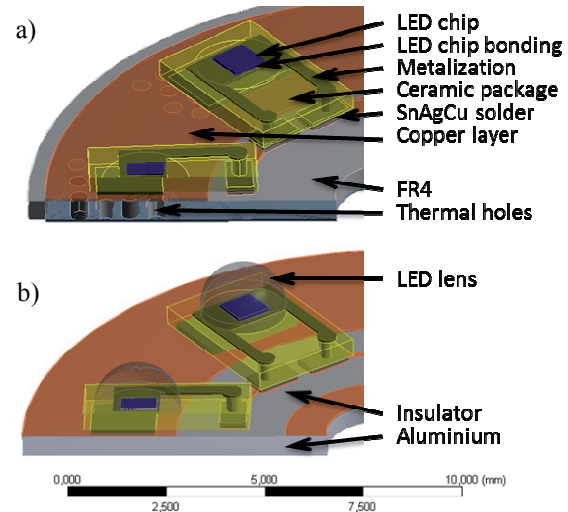 a)
LED chip
LED chip bonding
Metalization
Ceramic package
SnAgCu solder
Copper layer
FR4
Thermal holes
b)
LED lens
Insulator
Aluminium
0,000 5,000 10,000 (mm)
2,500 7,500